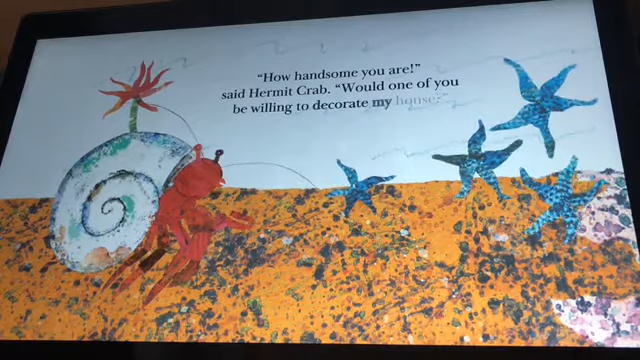 “How handsome you are!”
said Hermit Crab. “Would one of you
be willing to decorate my house?”